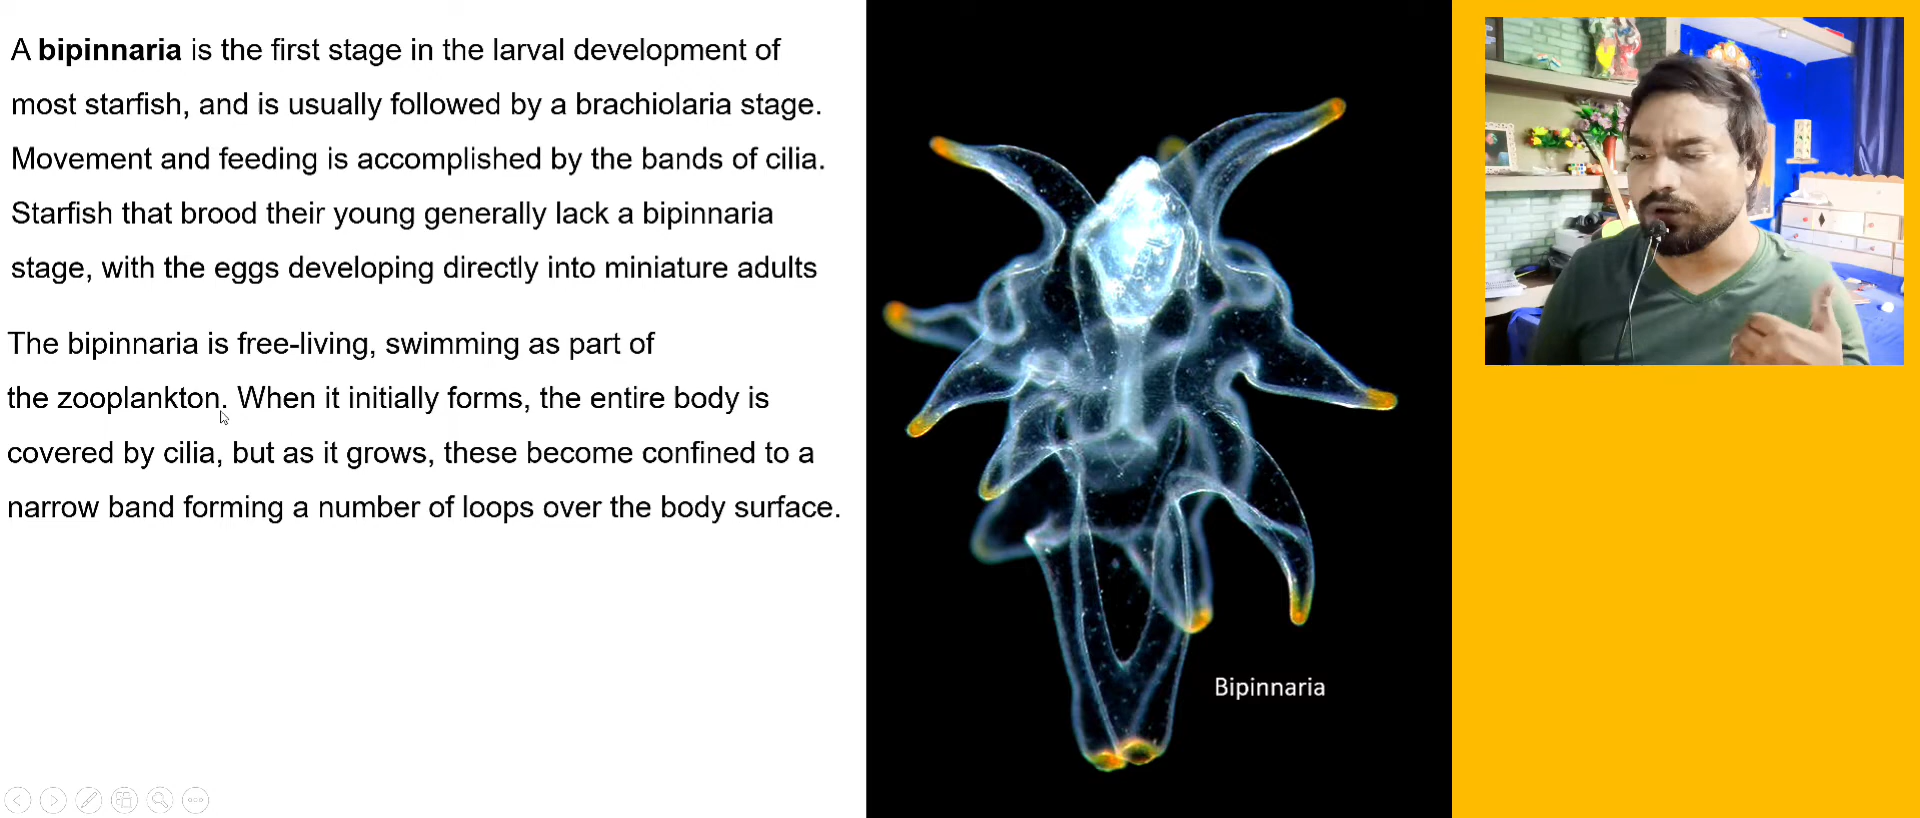 A bipinnaria is the first stage in the larval development of
most starfish, and is usually followed by a brachiolaria stage.
Movement and feeding is accomplished by the bands of cilia.
Starfish that brood their young generally lack a bipinnaria
stage, with the eggs developing directly into miniature adults
The bipinnaria is free-living, swimming as part of
the zooplankton. When it initially forms, the entire body is
covered by cilia, but as it grows, these become confined to a
narrow band forming a number of loops over the body surface.
Bipinnaria